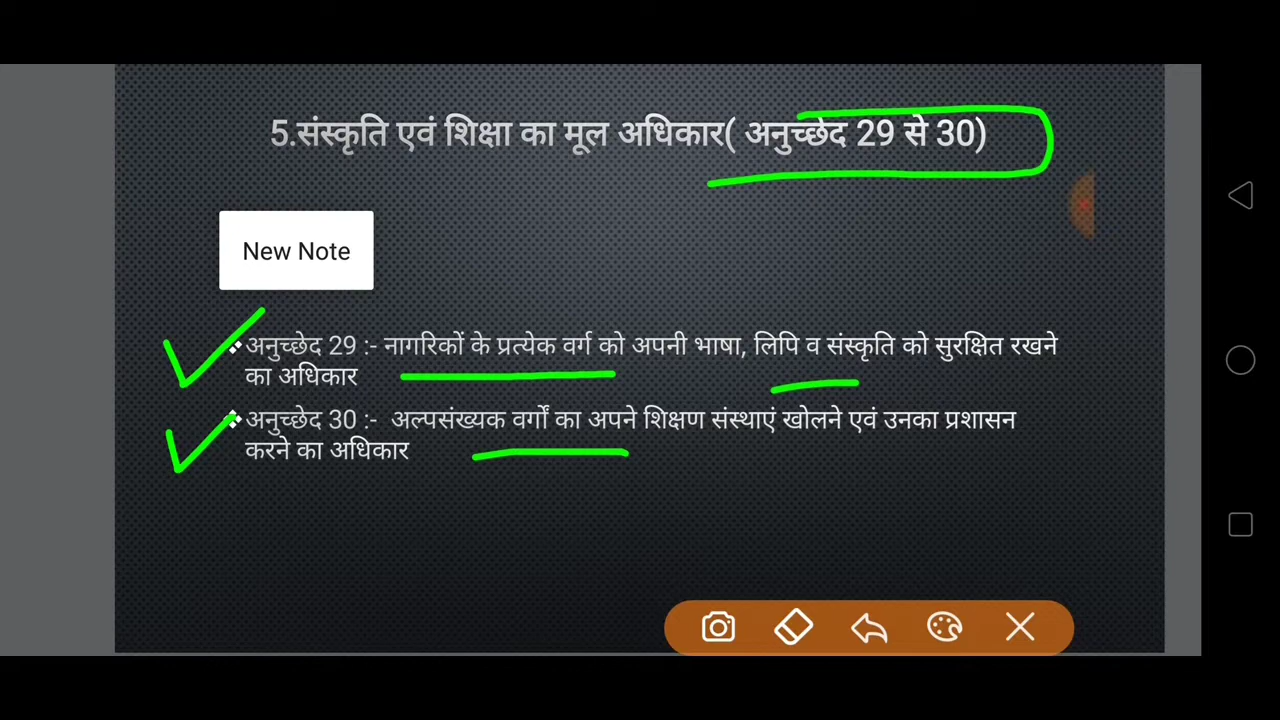 5.संस्कृति एवं शिक्षा का मूल अधिकार( अनुच्छेद 29 से 30)
New Note
❖अनुच्छेद 29 :- नागरिकों के प्रत्येक वर्ग को अपनी भाषा, लिपि व संस्कृति को सुरक्षित रखने
का अधिकार
❖अनुच्छेद 30 :- अल्पसंख्यक वर्गों का अपने शिक्षण संस्थाएं खोलने एवं उनका प्रशासन
करने का अधिकार